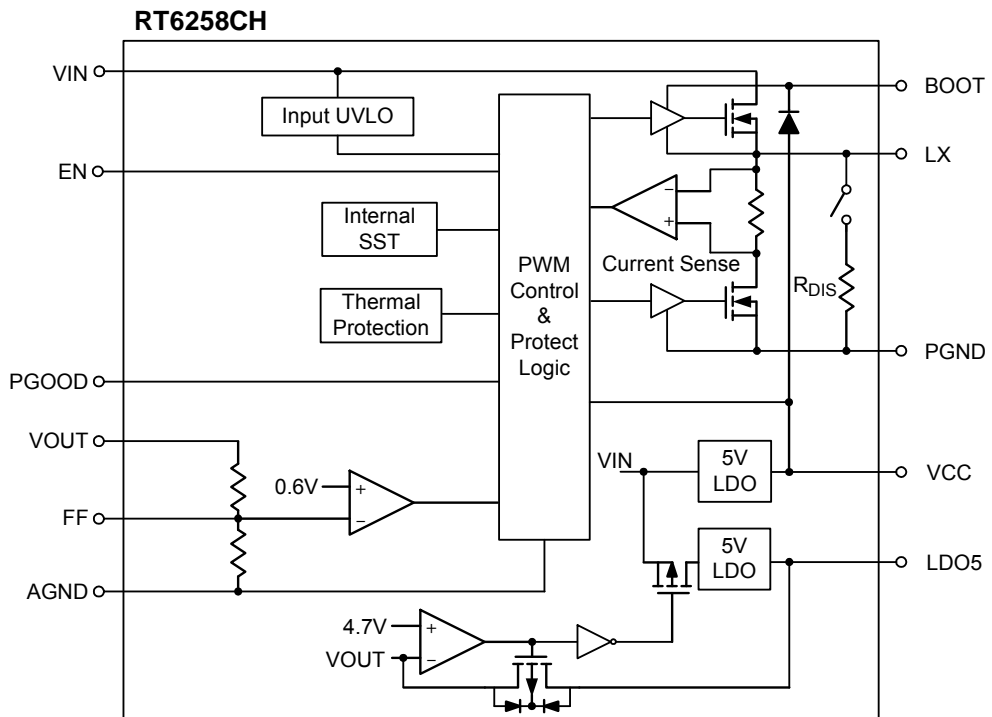 RT6258CH
VIN
BOOT
Input UVLO
LX
EN
Internal
SST
-
+
Current Sense
PWM
Control
&
Protect
Logic
RDIS
Thermal
Protection
PGND
PGOOD
VOUT
VIN
5V
LDO
VCC
0.6V
+
-
FF
5V
LDO
LDO5
AGND
4.7V
+
VOUT
-